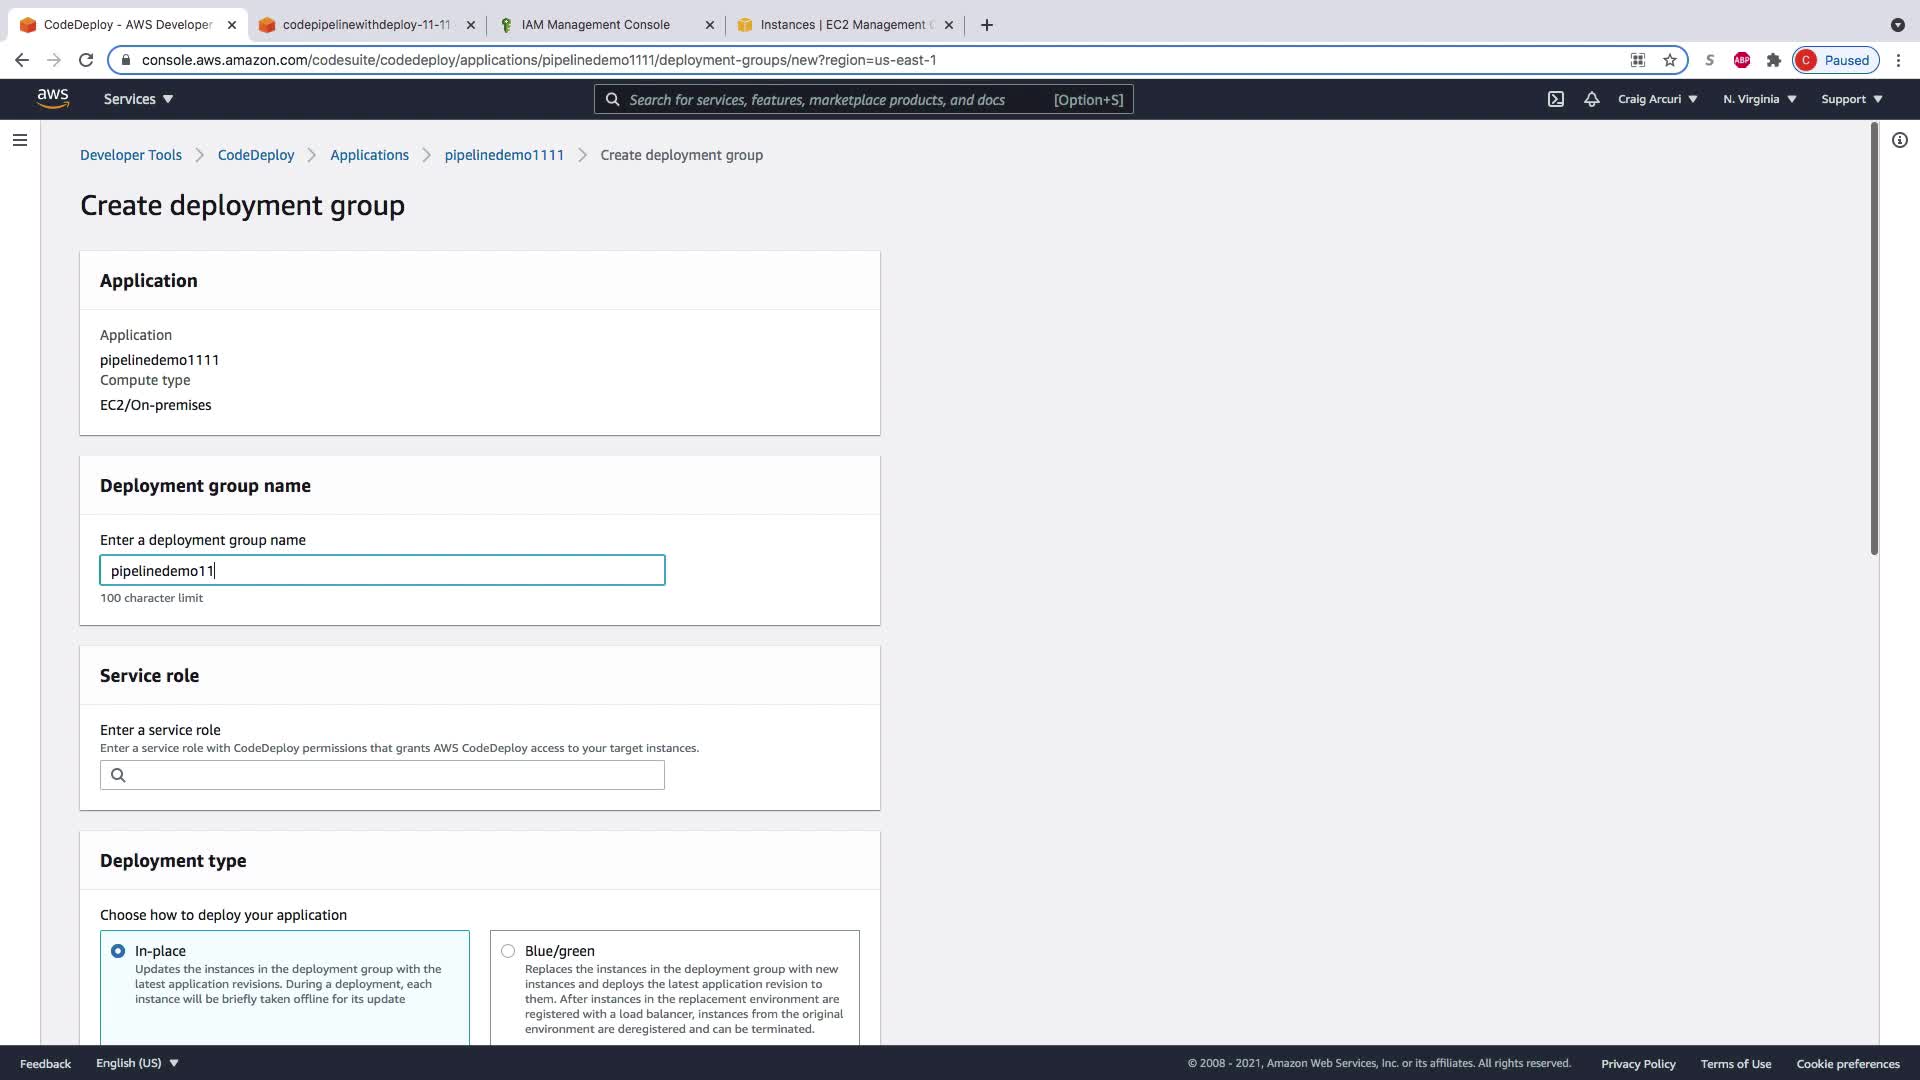 CodeDeploy - AWS Developer
codepipelinewithdeploy-11-11
IAM Management Console
Instances | EC2 Management C
console.aws.amazon.com/codesuite/codedeploy/applications/pipelinedemo1111/deployment-groups/new?region=us-east-1
S
ABP
C Paused
aws
Services
Search for services, features, marketplace products, and docs [Option+S]
Craig Arcuri
N. Virginia
Support
Developer Tools
CodeDeploy
Applications
pipelinedemo1111
Create deployment group
Create deployment group
Application
Application
pipelinedemo1111
Compute type
EC2/On-premises
Deployment group name
Enter a deployment group name
pipelinedemo11
100 character limit
Service role
Enter a service role
Enter a service role with CodeDeploy permissions that grants AWS CodeDeploy access to your target instances.
Deployment type
Choose how to deploy your application
In-place
Updates the instances in the deployment group with the
latest application revisions. During a deployment, each
instance will be briefly taken offline for its update
Blue/green
Replaces the instances in the deployment group with new
instances and deploys the latest application revision to
them. After instances in the replacement environment are
registered with a load balancer, instances from the original
environment are deregistered and can be terminated.
Feedback
English (US)
© 2008 - 2021, Amazon Web Services, Inc. or its affiliates. All rights reserved.
Privacy Policy
Terms of Use
Cookie preferences